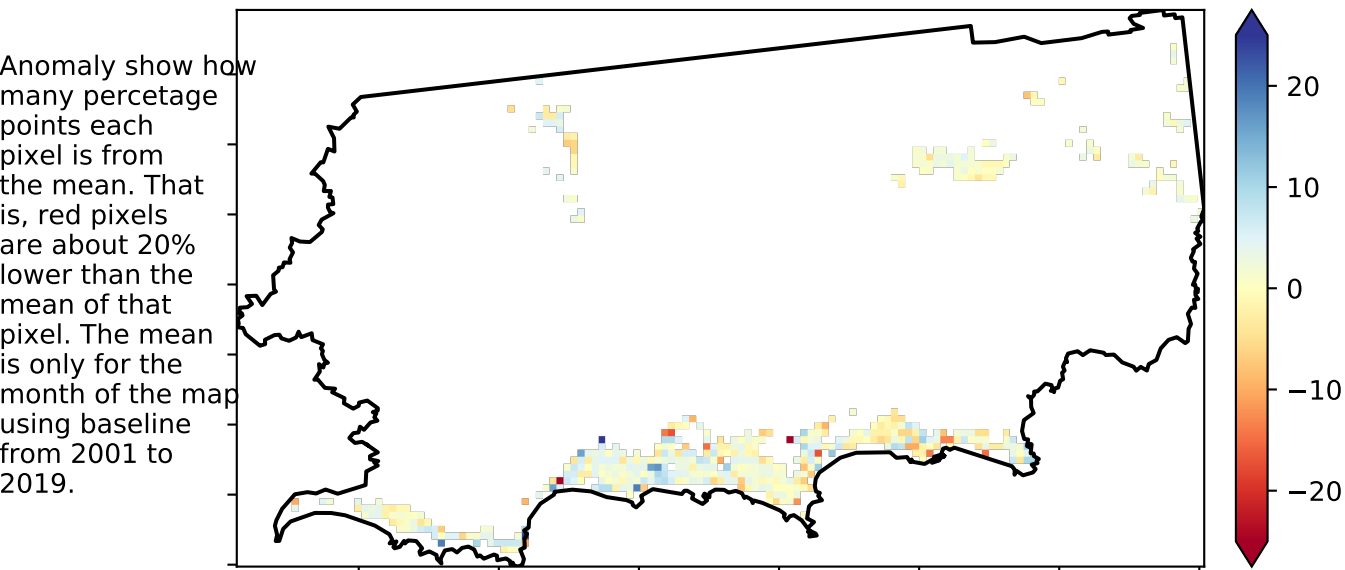 Anomaly show how
many percetage
points each
pixel is from
the mean. That
is, red pixels
are about 20%
lower than the
mean of that
pixel. The mean
is only for the
month of the map
using baseline
from 2001 to
2019.
20
10
0
−10
−20